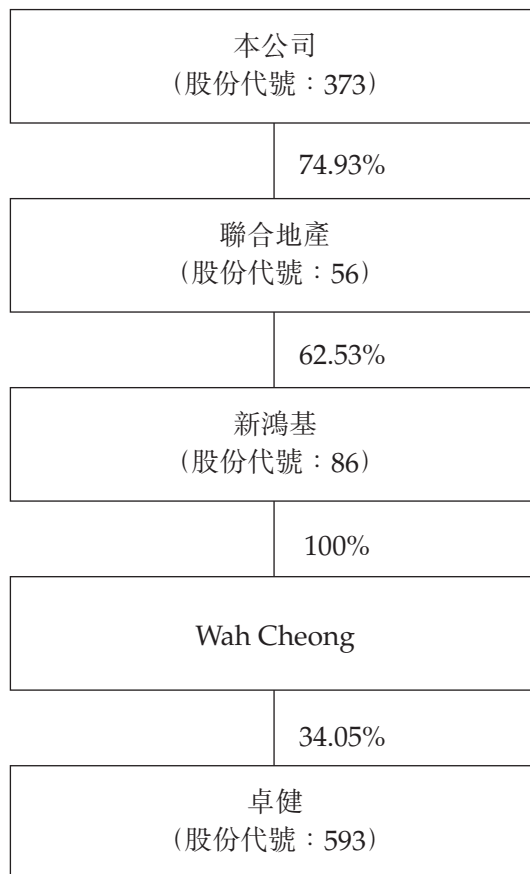 本公司
(股份代號：373)
74.93%
聯合地產
(股份代號：56)
62.53%
新鴻基
(股份代號：86)
100%
Wah Cheong
34.05%
卓健
(股份代號：593)